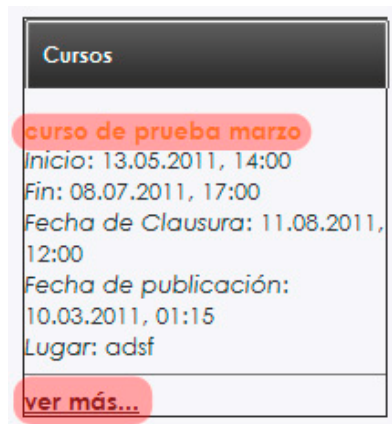 Cursos
curso de prueba marzo
Inicio: 13.05.2011, 14:00
Fin: 08.07.2011, 17:00
Fecha de Clausura: 11.08.2011,
12:00
Fecha de publicación:
10.03.2011, 01:15
Lugar: adsf
ver más...